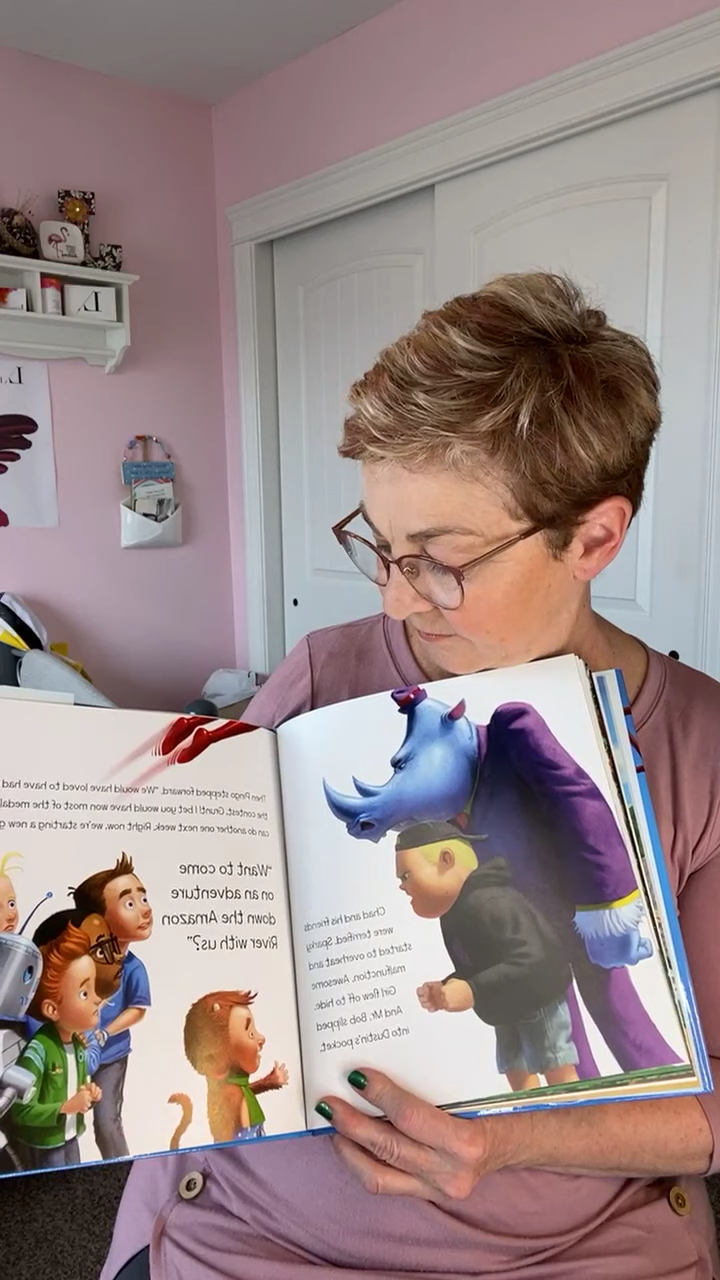 Chad and his friends
were terrified. Sparky
started to overheat and
malfunction. Awesome
Girl flew off to hide.
And Mr. Bob slipped
into Dustin's pocket.
Then Pingo stepped forward. "We would have loved to have had
the contest, Grunt! I bet you would have won most of the
can do another one next week. Right now, we're starting a new
"Want to come
on an adventure
down the Amazon
River with us?"